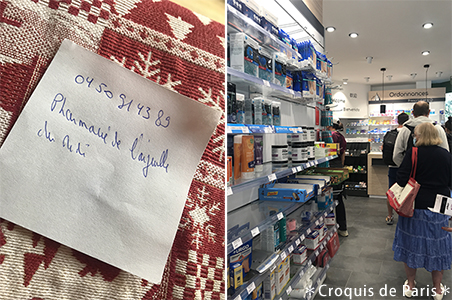 04 50 91 43 89
Pharmacie de l'aiguille
du midi
Ordonnances
*Croquis de Paris*